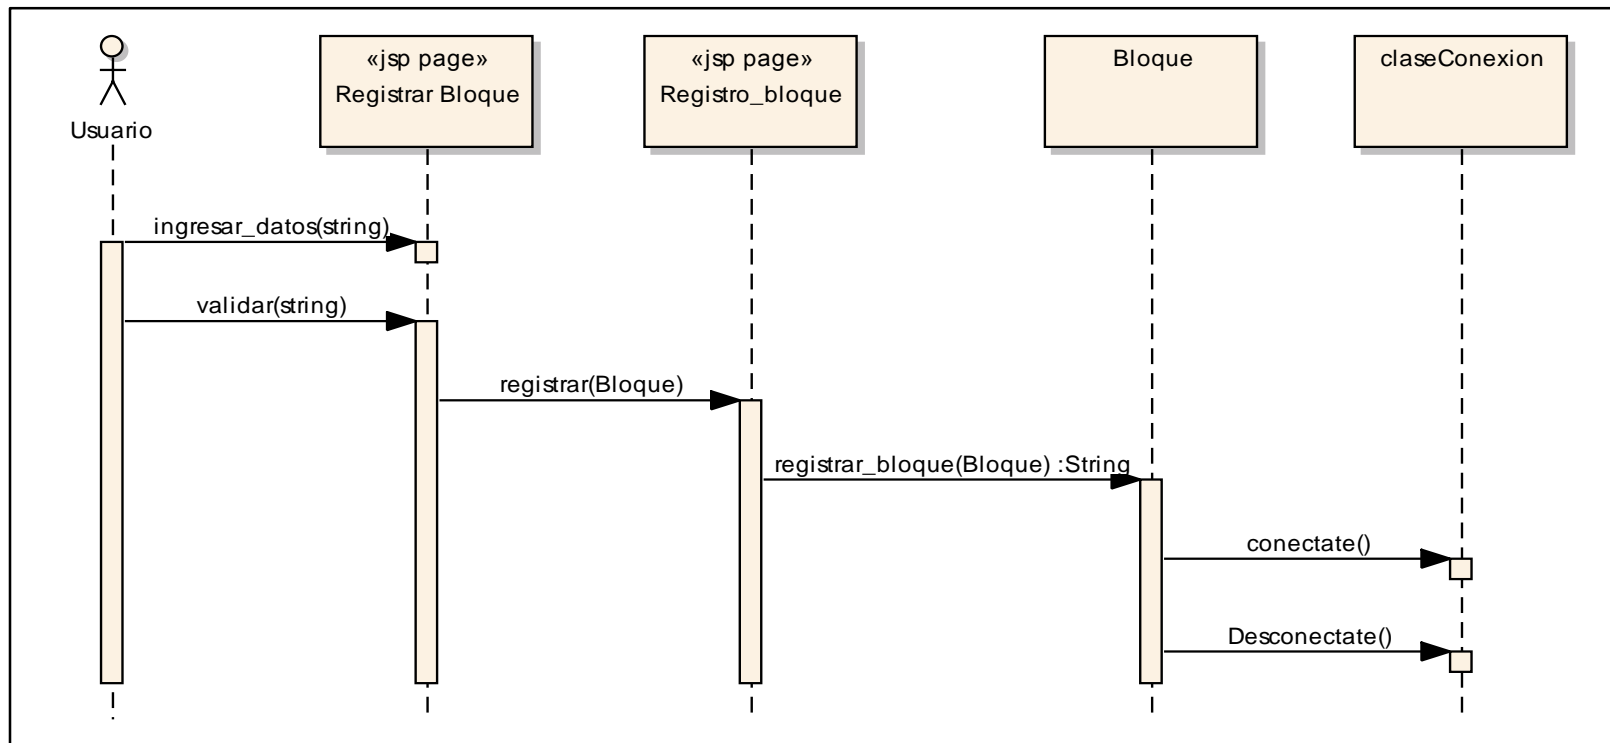 «jsp page»
Registrar Bloque
«jsp page»
Registro_bloque
Bloque
claseConexion
Usuario
ingresar_datos(string)
validar(string)
registrar(Bloque)
registrar_bloque(Bloque) :String
conectate()
Desconectate()